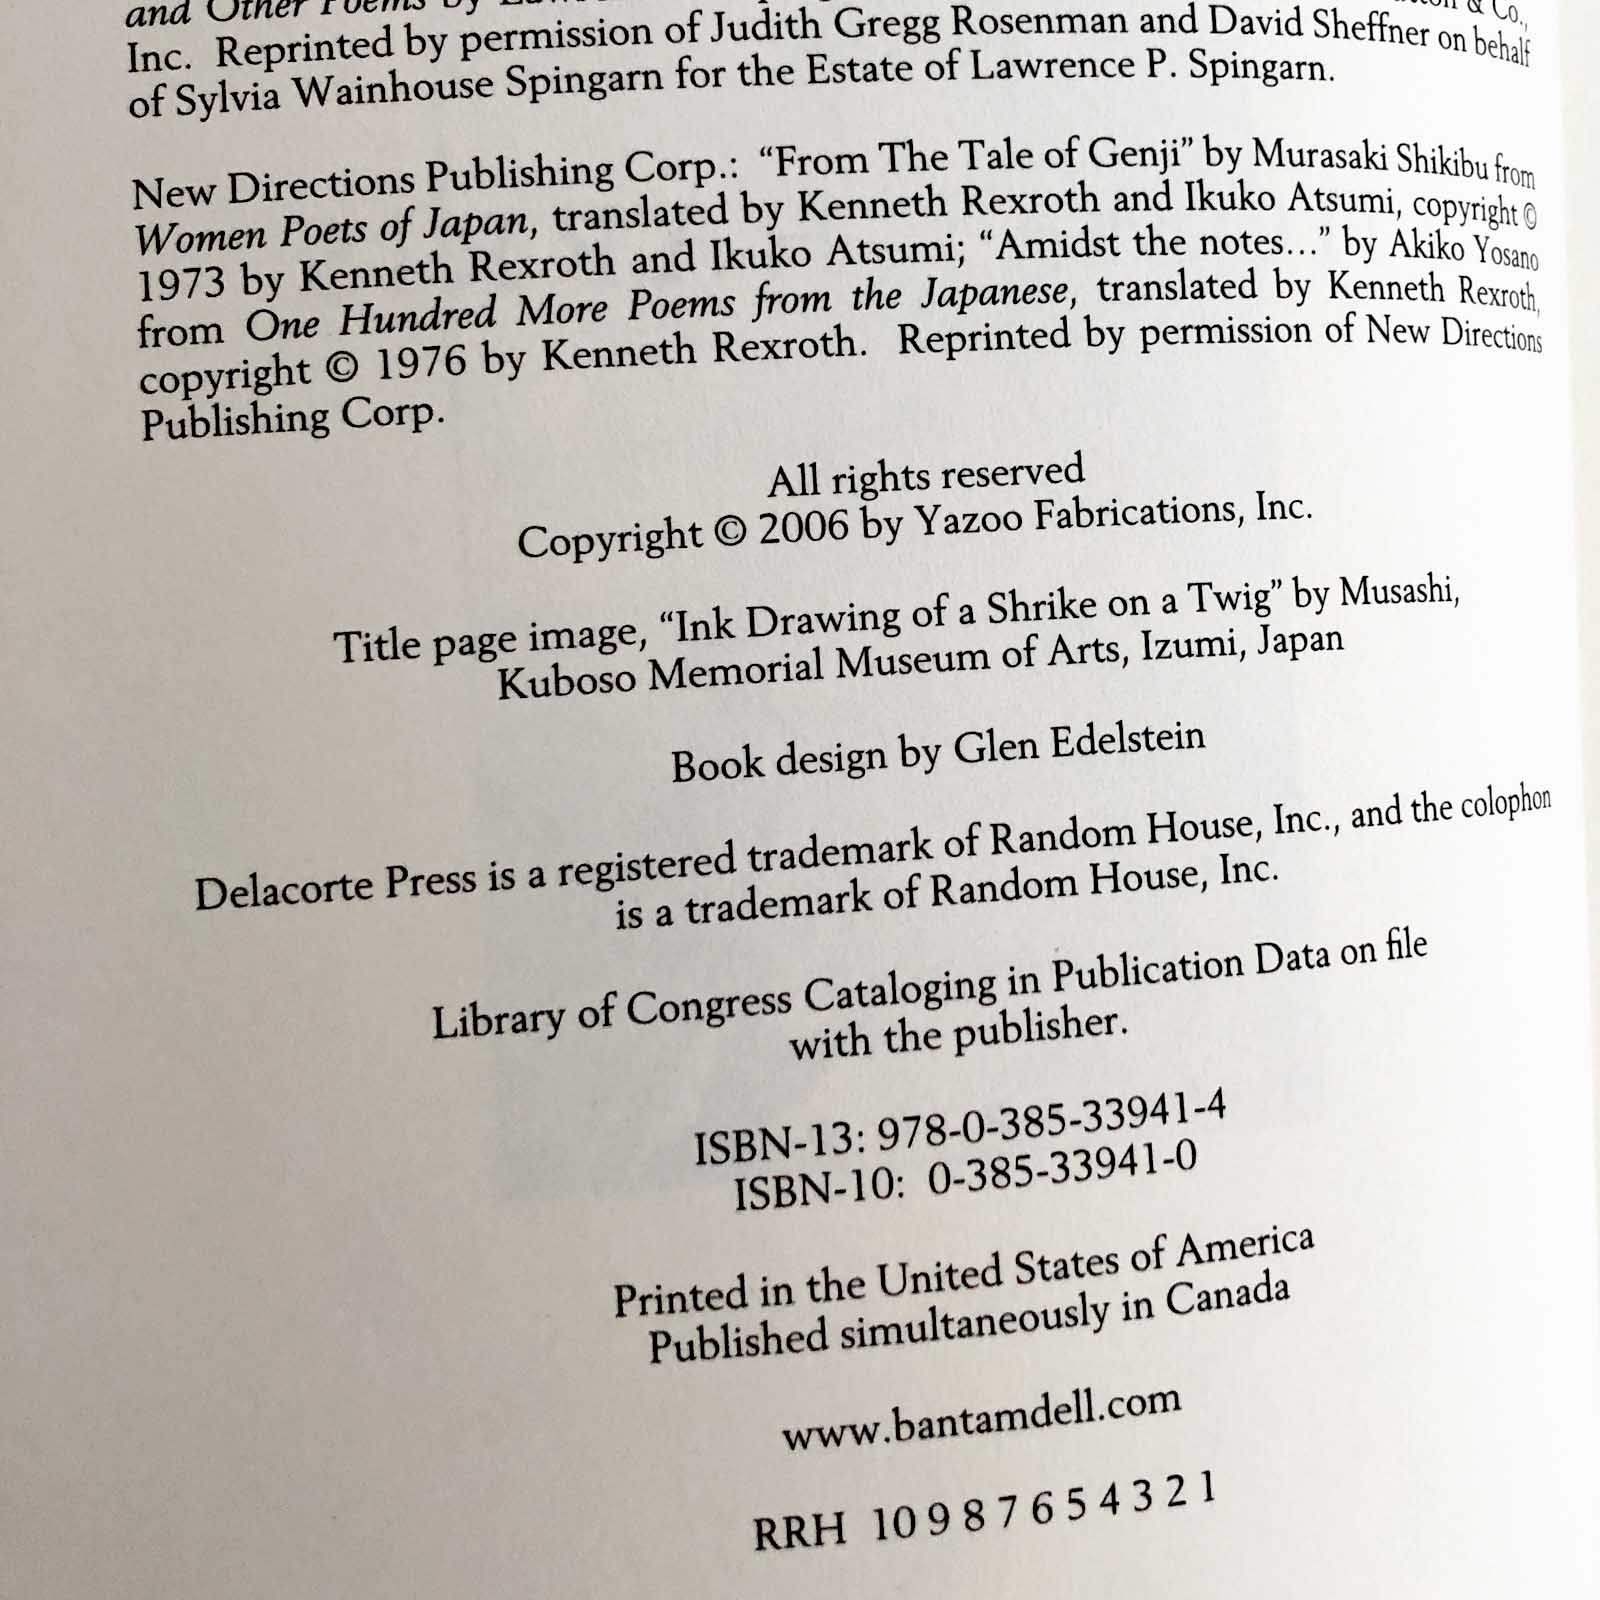 and Other Poems by
& Co.,
Inc. Reprinted by permission of Judith Gregg Rosenman and David Sheffner on behalf
of Sylvia Wainhouse Spingarn for the Estate of Lawrence P. Spingarn.
New Directions Publishing Corp.: “From The Tale of Genji” by Murasaki Shikibu from
Women Poets of Japan, translated by Kenneth Rexroth and Ikuko Atsumi, copyright ©
1973 by Kenneth Rexroth and Ikuko Atsumi; “Amidst the notes...” by Akiko Yosano
from One Hundred More Poems from the Japanese, translated by Kenneth Rexroth,
copyright © 1976 by Kenneth Rexroth. Reprinted by permission of New Directions
Publishing Corp.
All rights reserved
Copyright © 2006 by Yazoo Fabrications, Inc.
Title page image, “Ink Drawing of a Shrike on a Twig” by Musashi,
Kuboso Memorial Museum of Arts, Izumi, Japan
Book design by Glen Edelstein
Delacorte Press is a registered trademark of Random House, Inc., and the colophon
is a trademark of Random House, Inc.
Library of Congress Cataloging in Publication Data on file
with the publisher.
ISBN-13: 978-0-385-33941-4
ISBN-10: 0-385-33941-0
Printed in the United States of America
Published simultaneously in Canada
www.bantamdell.com
RRH 10 9 8 7 6 5 4 3 2 1